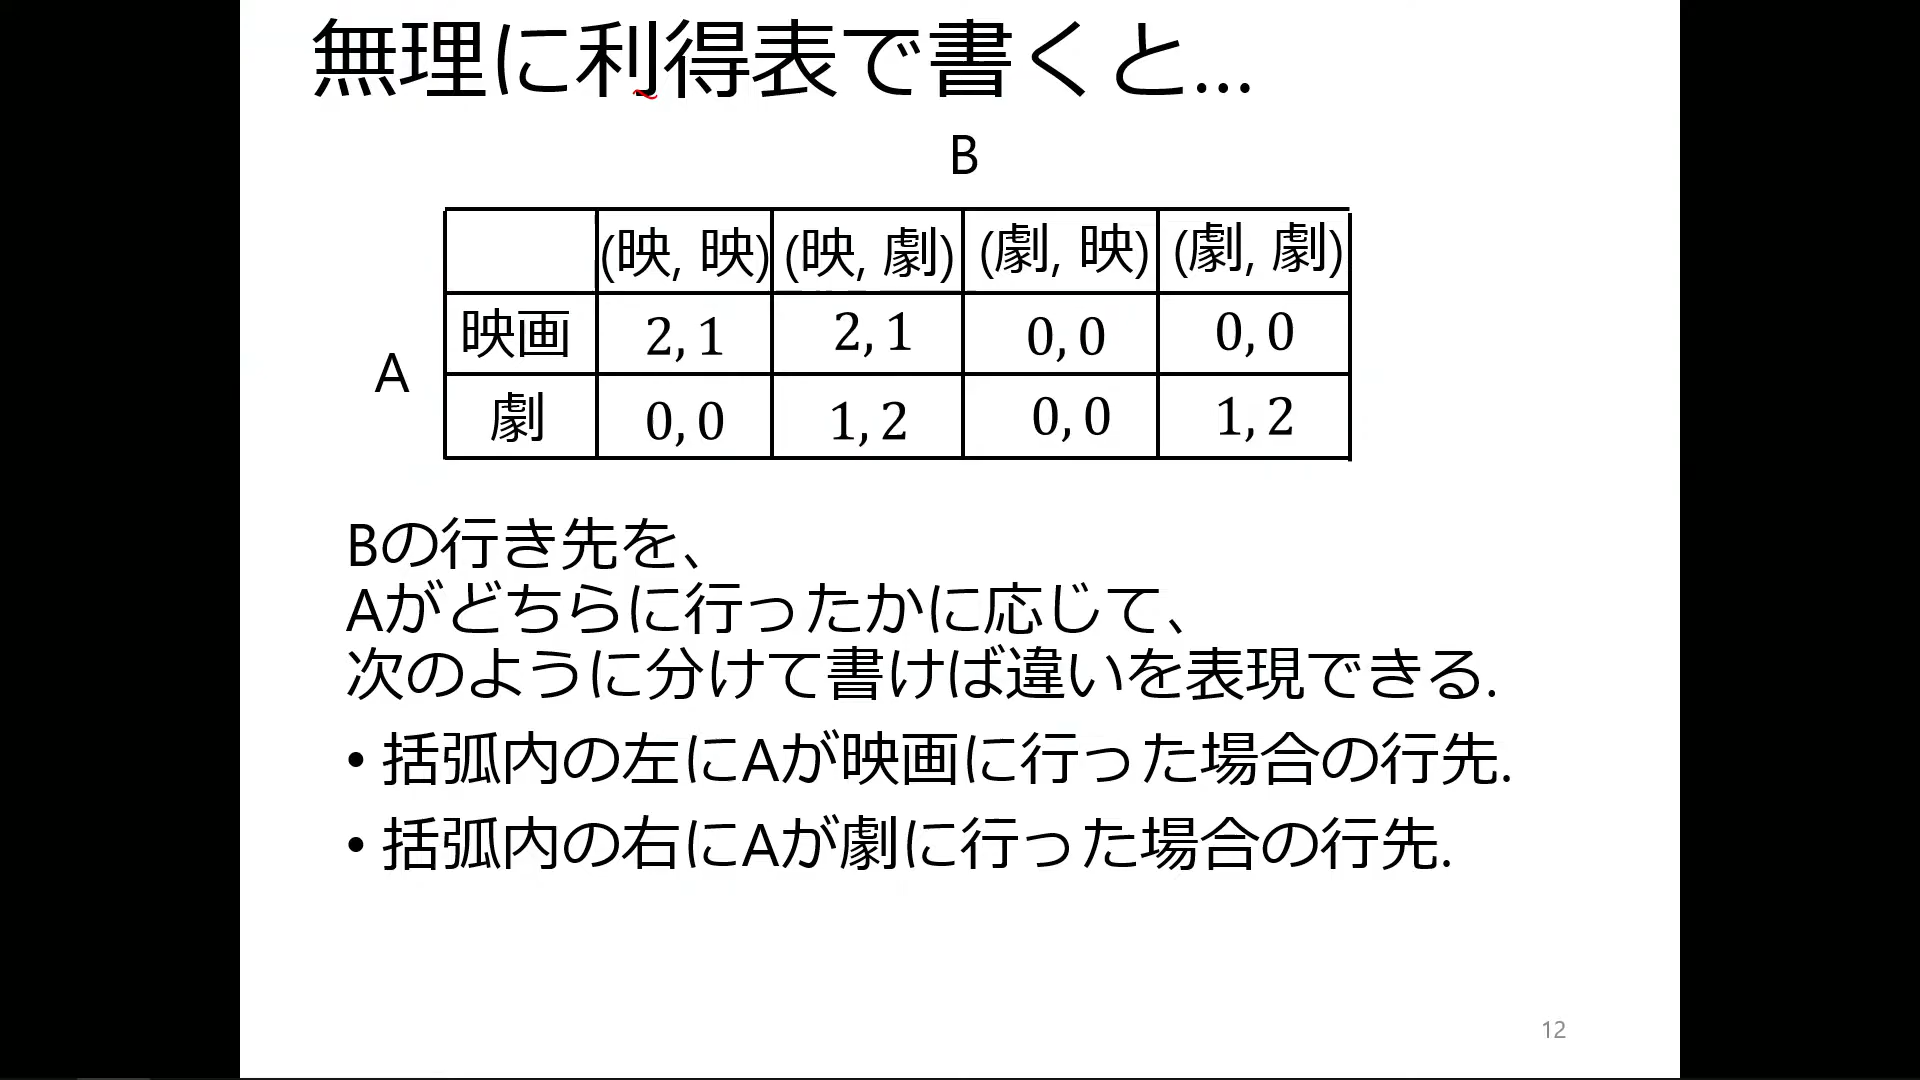 無理に利得表で書くと...
B
(映, 映) (映, 劇) (劇, 映) (劇, 劇)
映画 2, 1 2, 1 0, 0 0, 0
A
劇 0, 0 1, 2 0, 0 1, 2
Bの行き先を、
Aがどちらに行ったかに応じて、
次のように分けて書けば違いを表現できる.
• 括弧内の左にAが映画に行った場合の行先.
• 括弧内の右にAが劇に行った場合の行先.
12